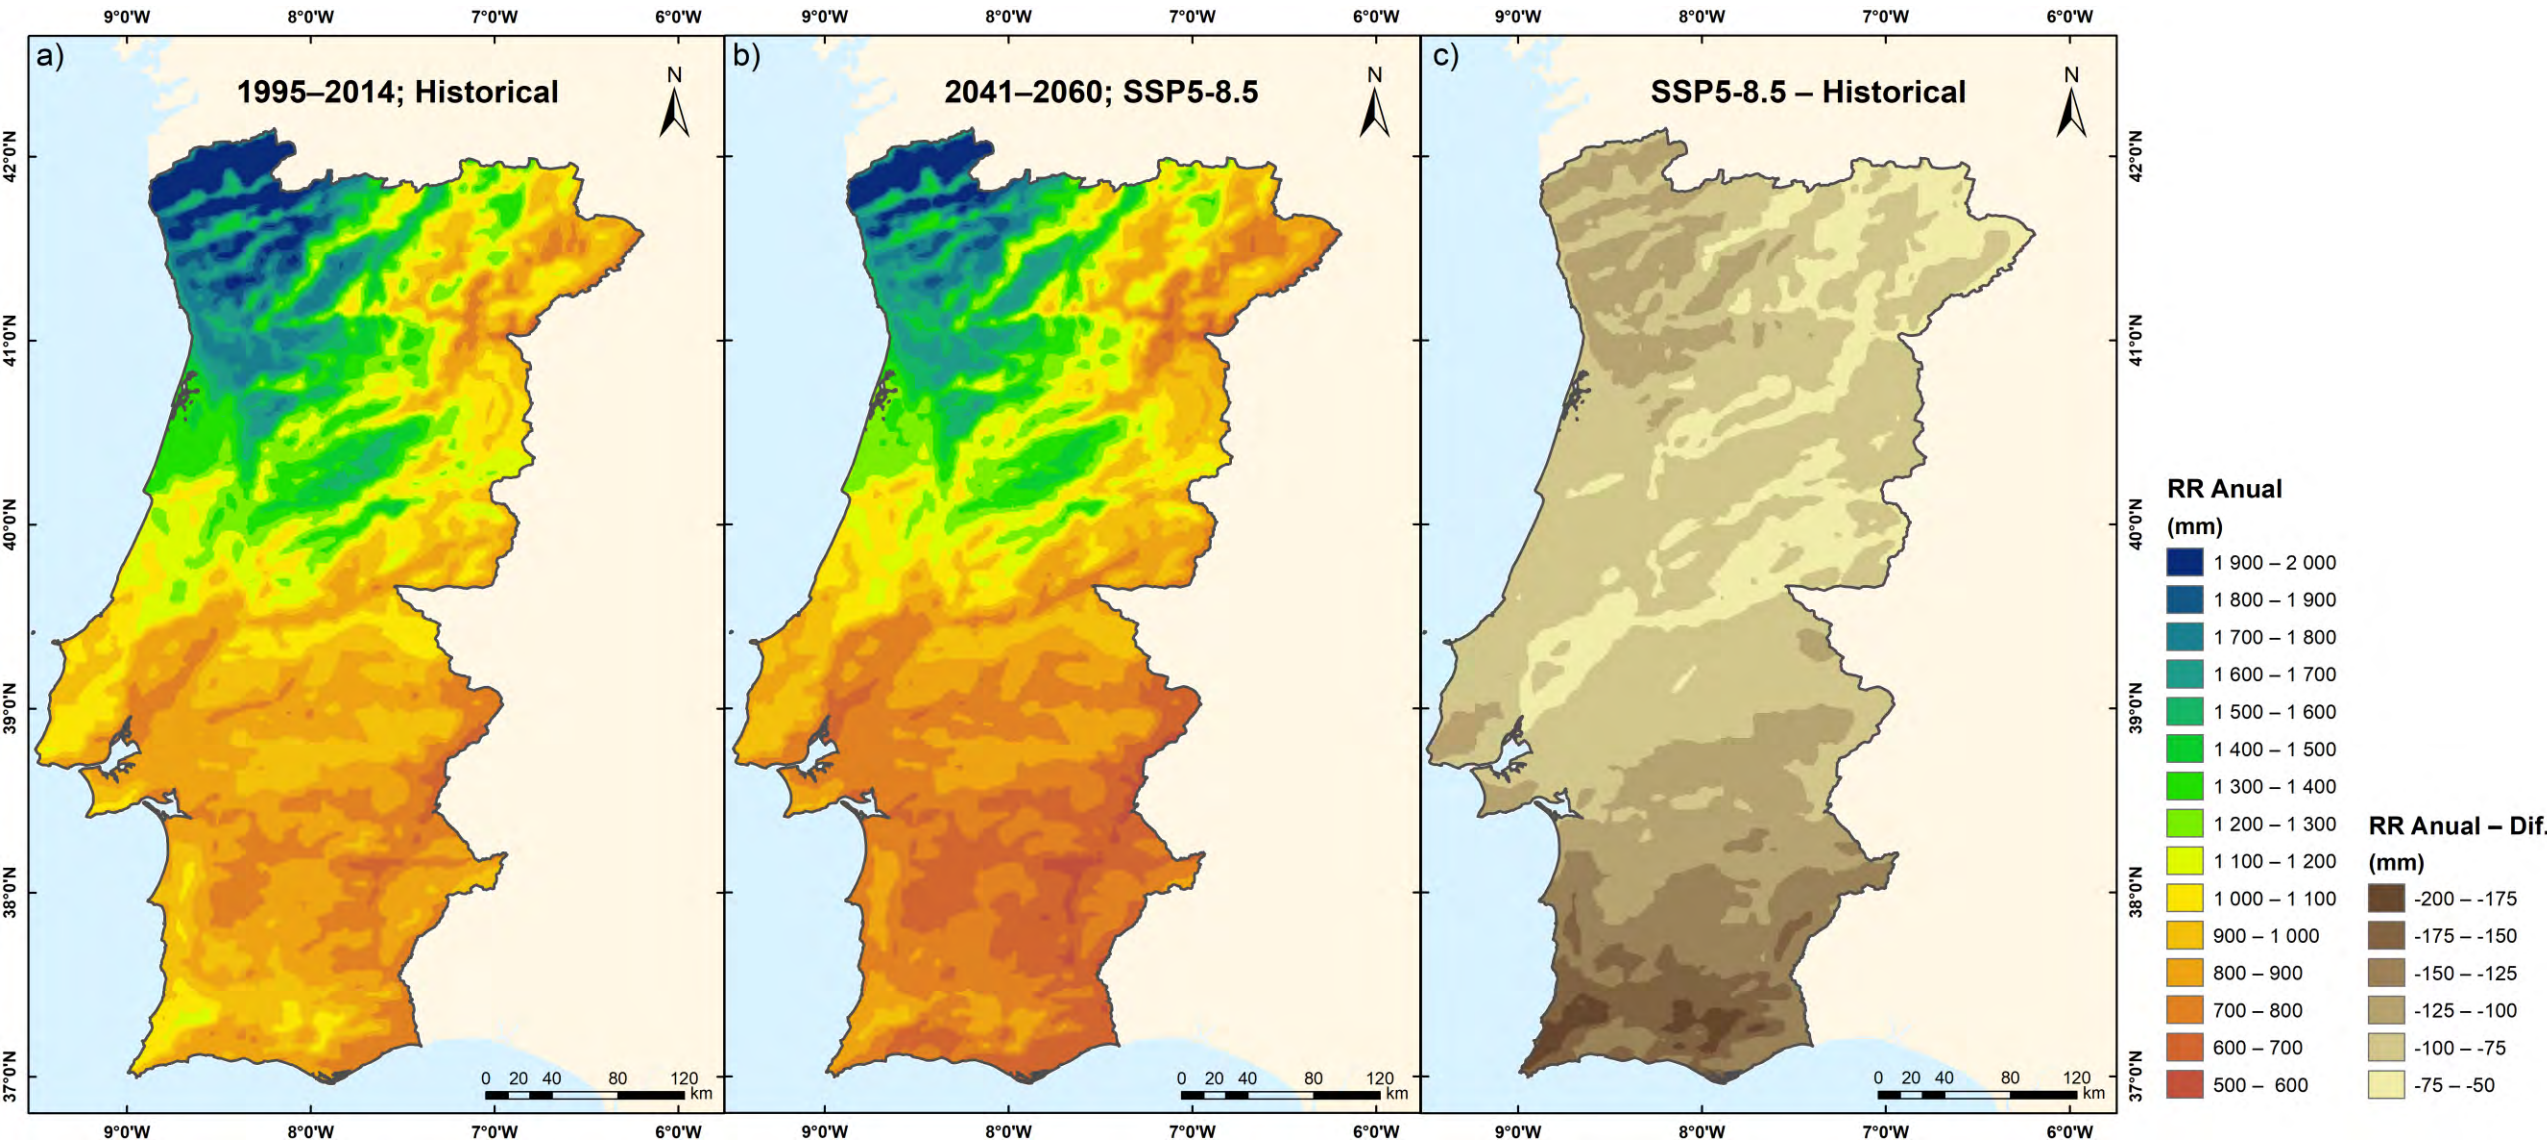 9°0'W 8°0'W 7°0'W 6°0'W 9°0'W 8°0'W 7°0'W 6°0'W 9°0'W 8°0'W 7°0'W 6°0'W
a)
1995–2014; Historical
N
b)
2041–2060; SSP5-8.5
N
c)
SSP5-8.5 – Historical
N
42°0'N
41°0'N
40°0'N
39°0'N
38°0'N
37°0'N
42°0'N
41°0'N
40°0'N
39°0'N
38°0'N
37°0'N
0 20 40 80 120
km
0 20 40 80 120
km
0 20 40 80 120
km
9°0'W 8°0'W 7°0'W 6°0'W 9°0'W 8°0'W 7°0'W 6°0'W 9°0'W 8°0'W 7°0'W 6°0'W
RR Anual
(mm)
1 900 – 2 000
1 800 – 1 900
1 700 – 1 800
1 600 – 1 700
1 500 – 1 600
1 400 – 1 500
1 300 – 1 400
1 200 – 1 300
1 100 – 1 200
1 000 – 1 100
900 – 1 000
800 – 900
700 – 800
600 – 700
500 – 600
RR Anual – Dif.
(mm)
-200 – -175
-175 – -150
-150 – -125
-125 – -100
-100 – -75
-75 – -50